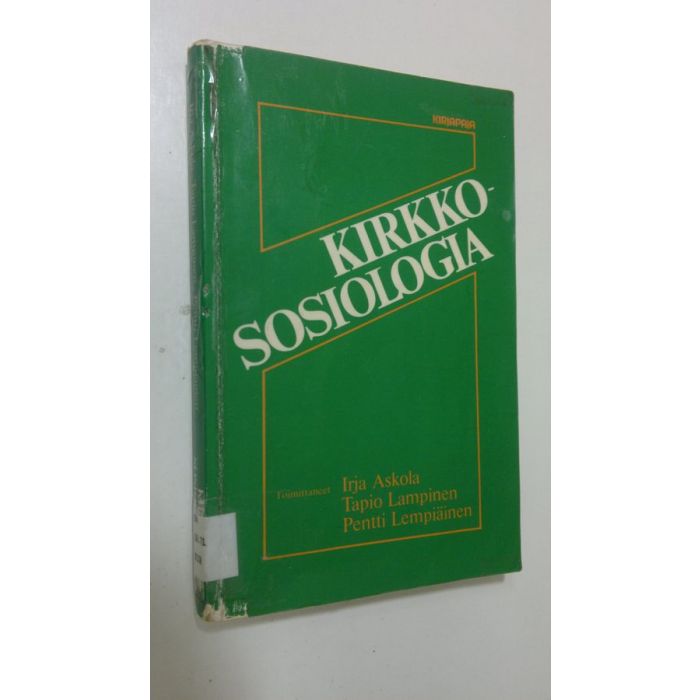 KIRJAPAJA
KIRKKO-
SOSIOLOGIA
Toimittaneet Irja Askola
Tapio Lampinen
Pentti Lempiäinen